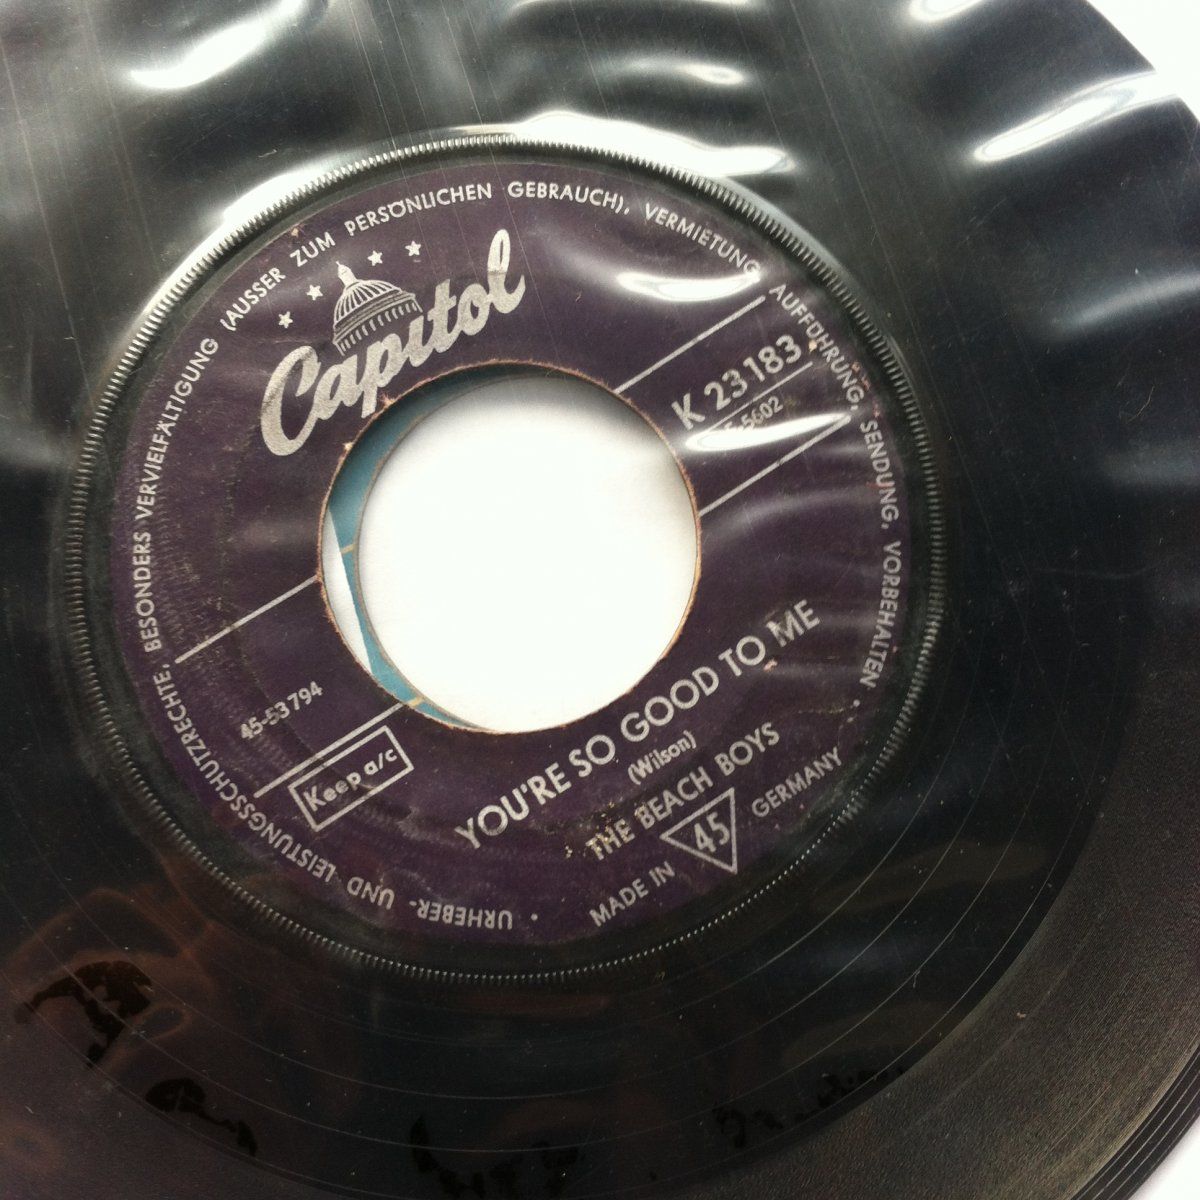 URHEBER- UND LEISTUNGSSCHUTZRECHTE, BESONDERS VERVIELFÄLTIGUNG (AUSSER ZUM PERSÖNLICHEN GEBRAUCH), VERMIETUNG AUFFÜHRUNG, SENDUNG, VORBEHALTEN
Capitol
K 23 183
45-53 794
Keep a/c
YOU'RE SO GOOD TO ME
(Wilson)
THE BEACH BOYS
MADE IN 45 GERMANY